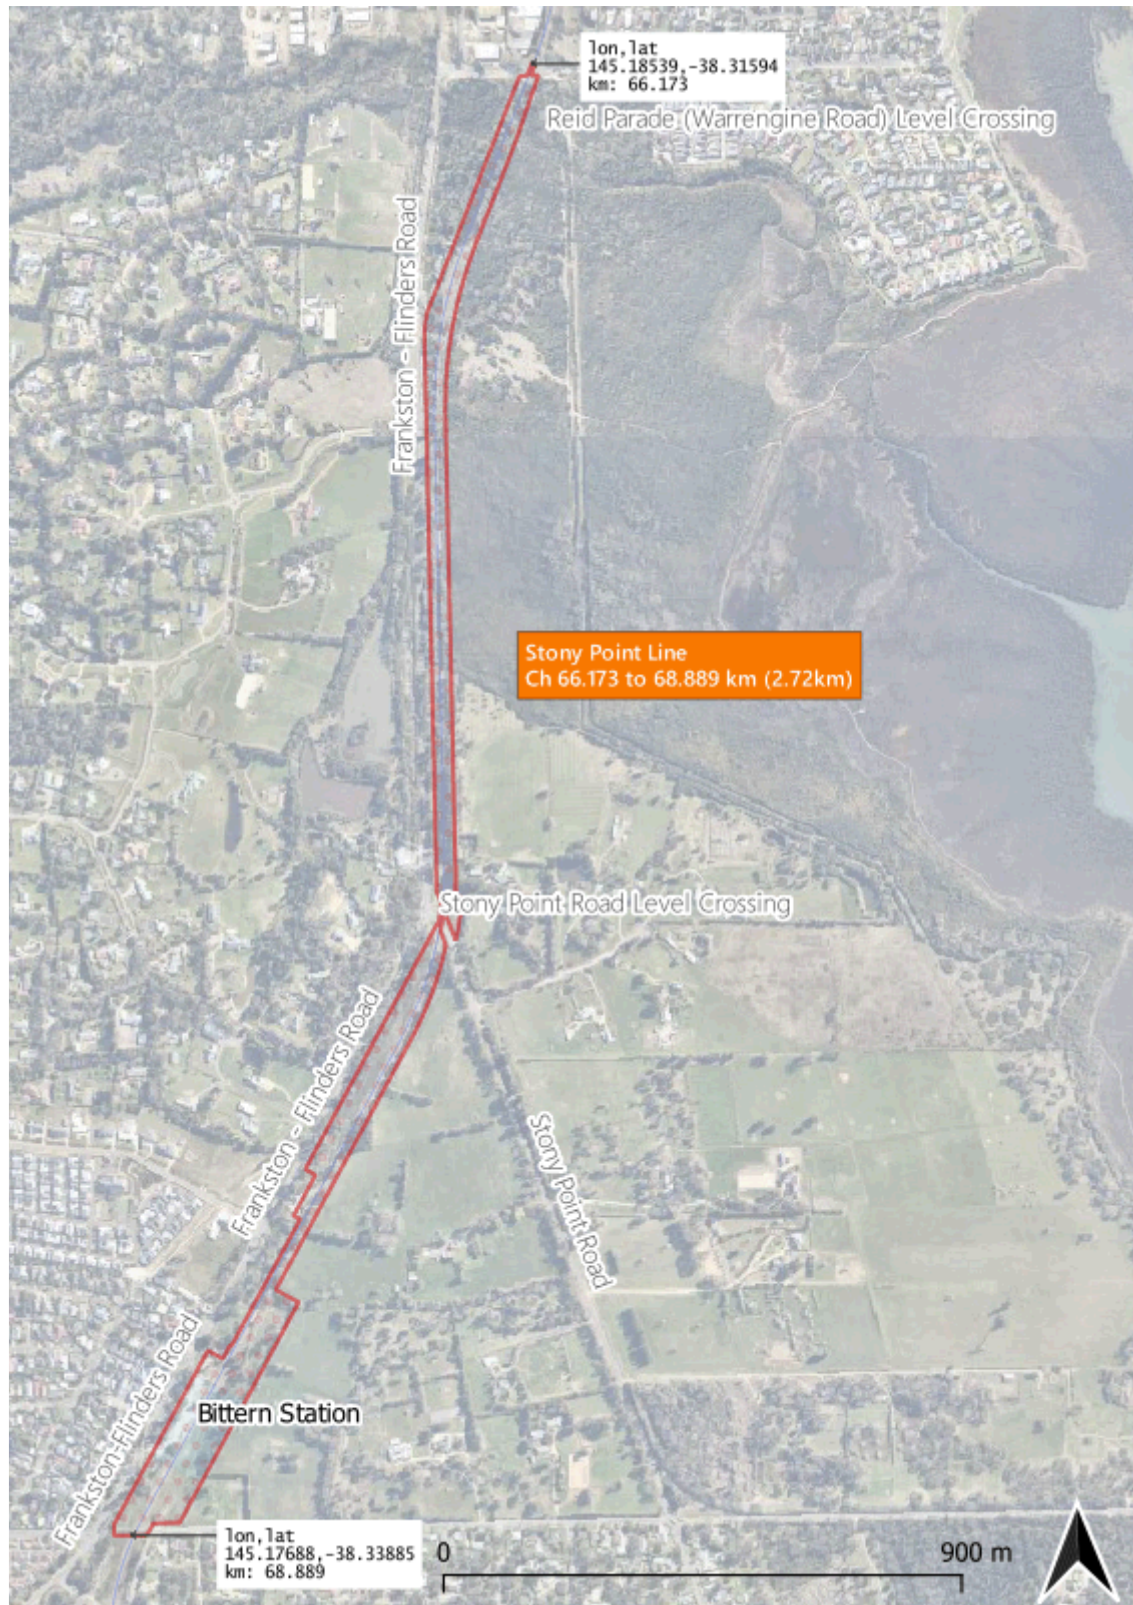 lon,lat
145.18539,-38.31594
km: 66.173
Reid Parade (Warrengine Road) Level Crossing
Frankston - Flinders Road
Stony Point Line
Ch 66.173 to 68.889 km (2.72km)
Stony Point Road Level Crossing
Frankston - Flinders Road
Stony Point Road
Frankston-Flinders Road
Bittern Station
lon,lat
145.17688,-38.33885
km: 68.889
0
900 m